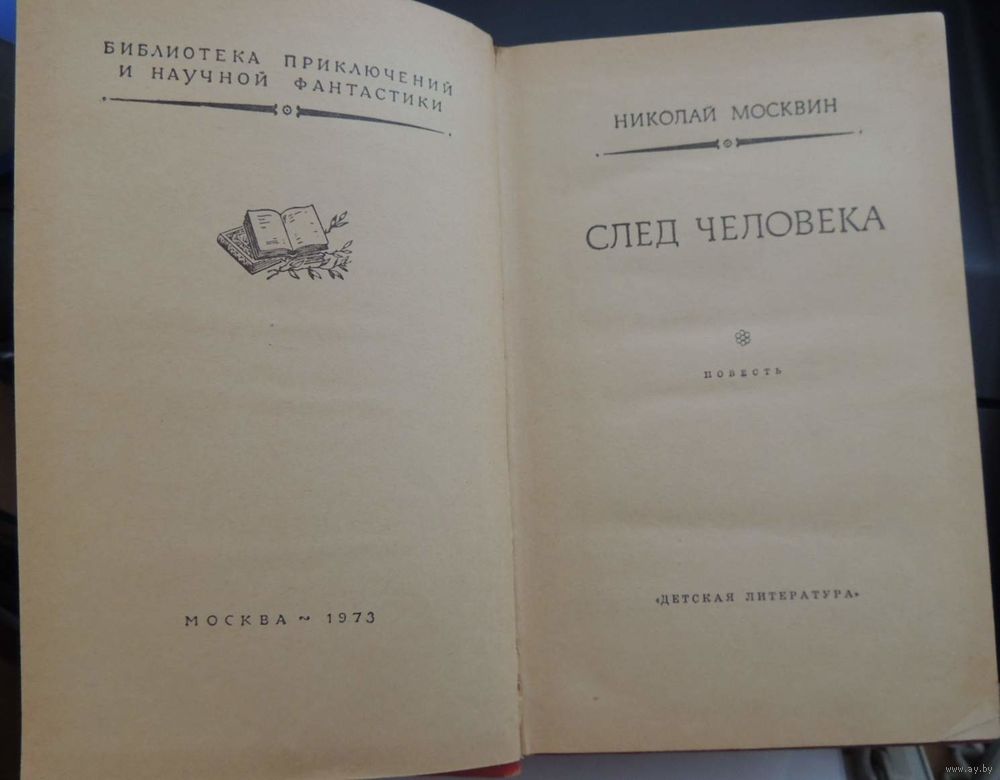 БИБЛИОТЕКА ПРИКЛЮЧЕНИЙ
И НАУЧНОЙ ФАНТАСТИКИ
МОСКВА ~ 1973
НИКОЛАЙ МОСКВИН
СЛЕД ЧЕЛОВЕКА
ПОВЕСТЬ
«ДЕТСКАЯ ЛИТЕРАТУРА»
www.ay.by